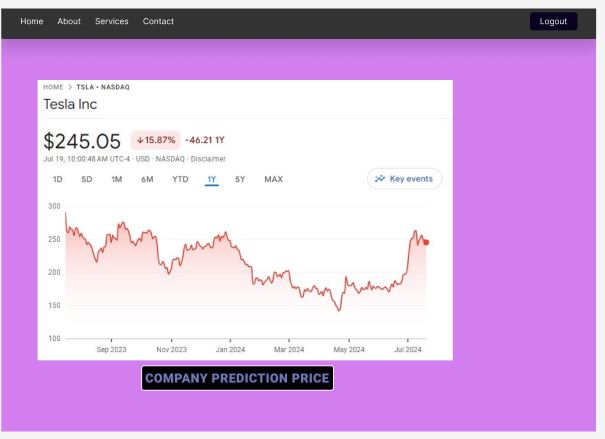 Home About Services Contact Logout
HOME > TSLA • NASDAQ
Tesla Inc
$245.05 ↓15.87% -46.21 1Y
Jul 19, 10:00:48 AM UTC-4 · USD · NASDAQ · Disclaimer
1D 5D 1M 6M YTD 1Y 5Y MAX Key events
300
250
200
150
100
Sep 2023 Nov 2023 Jan 2024 Mar 2024 May 2024 Jul 2024
COMPANY PREDICTION PRICE